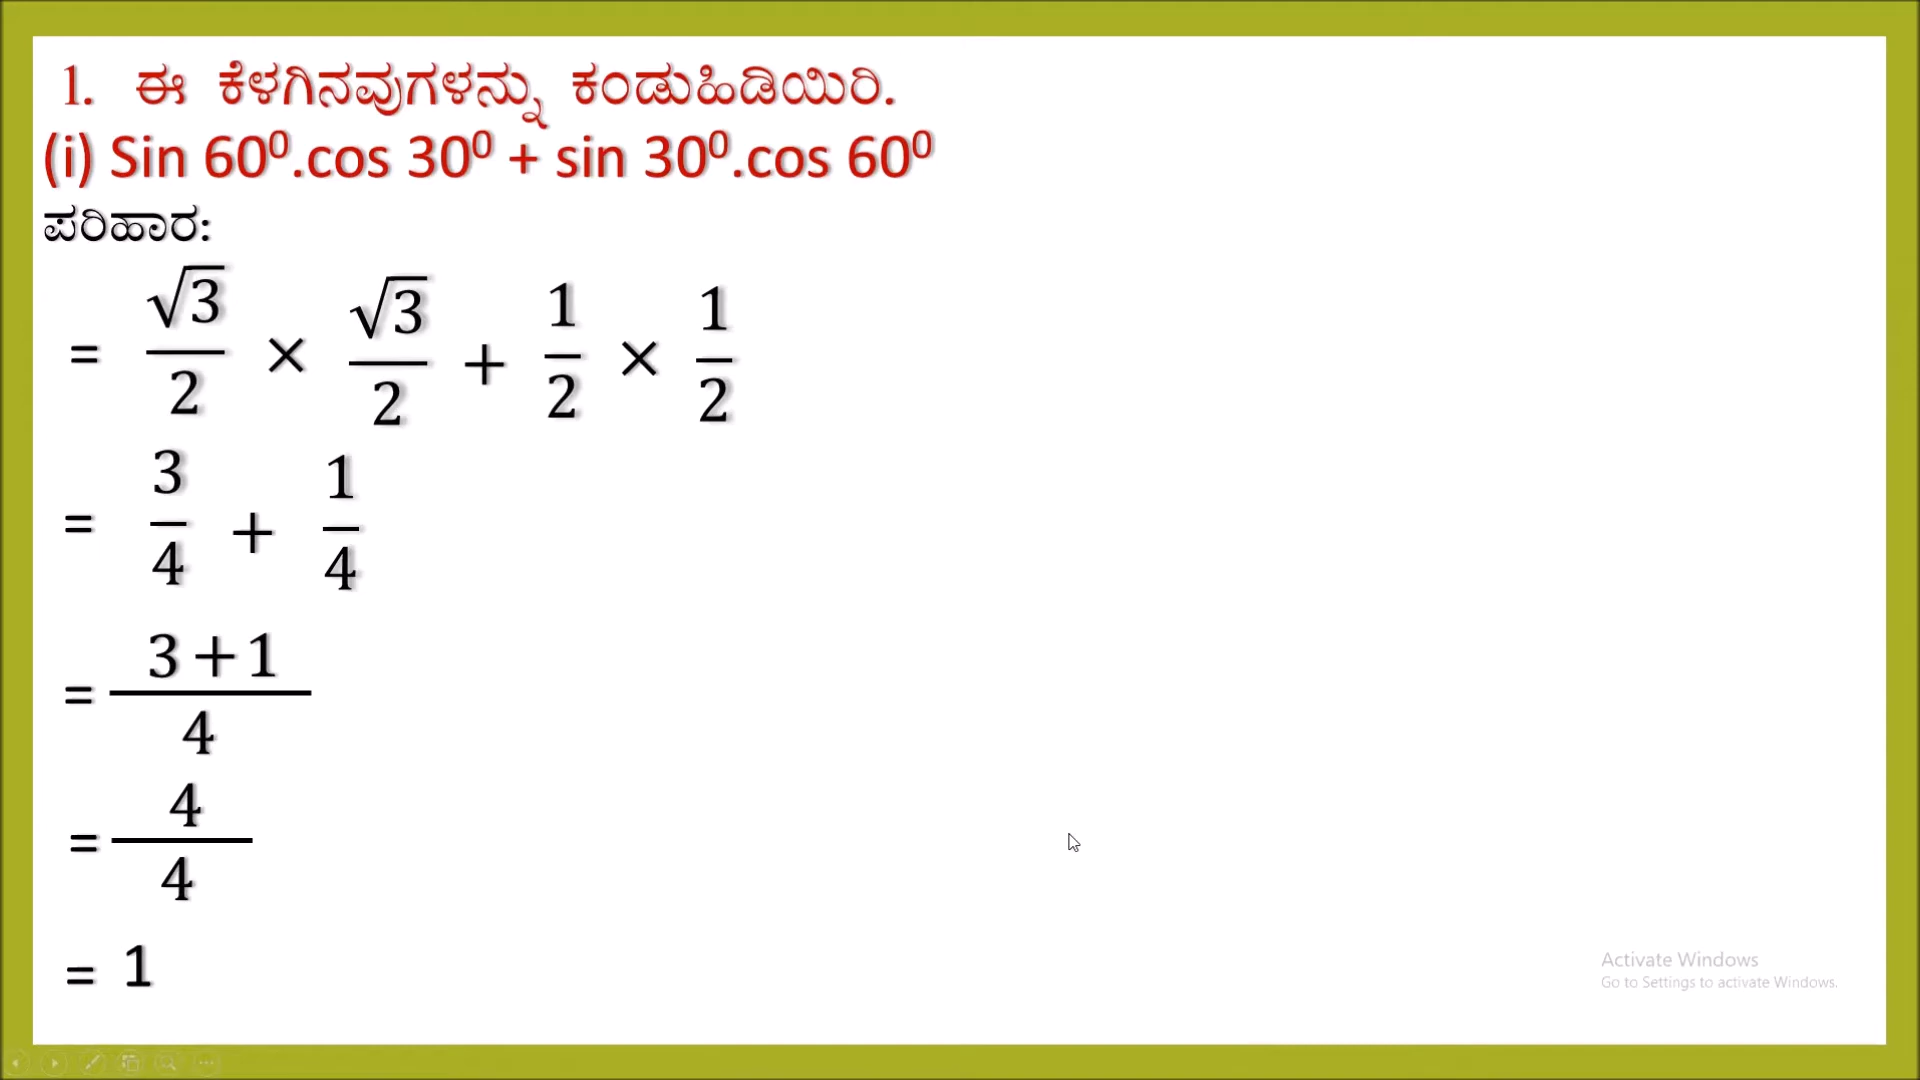 1. ಈ ಕೆಳಗಿನವುಗಳನ್ನು ಕಂಡುಹಿಡಿಯಿರಿ.
(i) Sin 60⁰.cos 30⁰ + sin 30⁰.cos 60⁰
ಪರಿಹಾರ:
= √3/2 × √3/2 + 1/2 × 1/2
= 3/4 + 1/4
= 3+1/4
= 4/4
= 1
Activate Windows
Go to Settings to activate Windows.